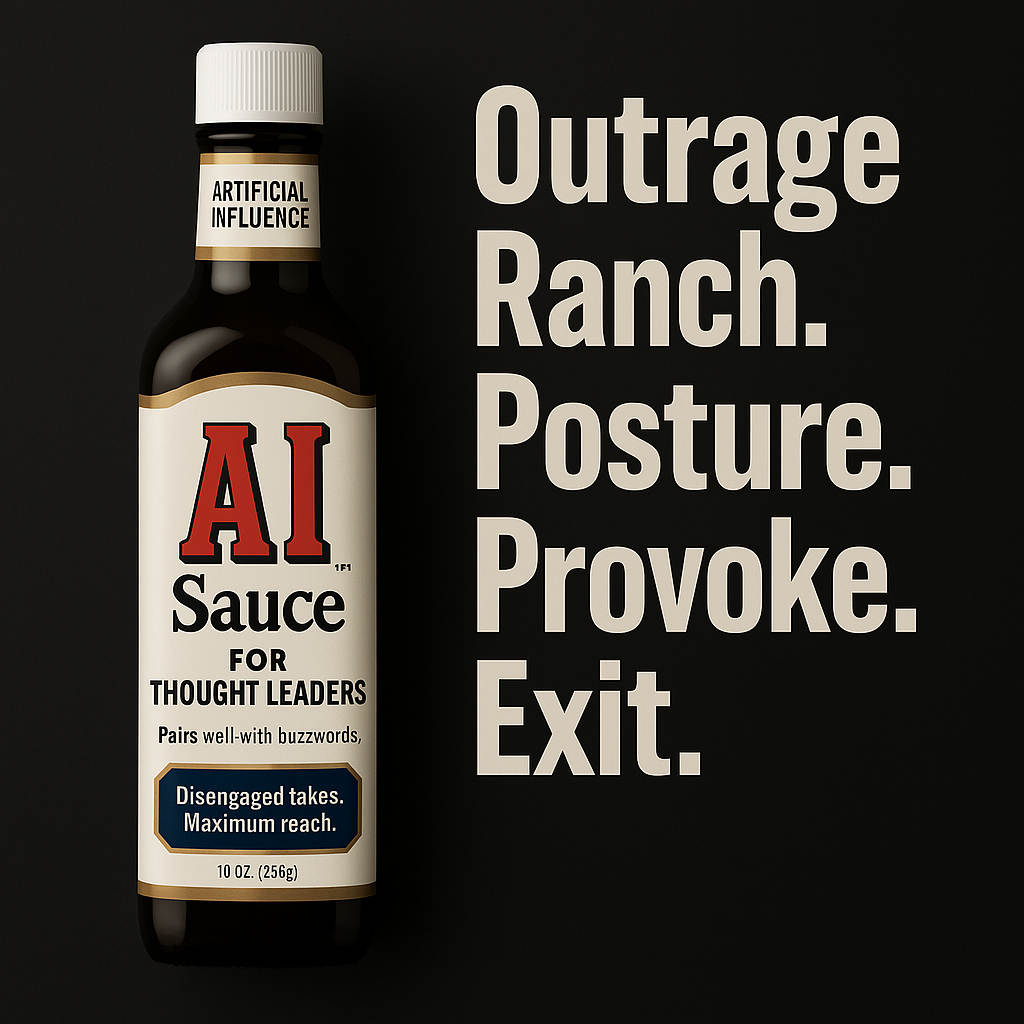 ARTIFICIAL
INFLUENCE
AI
Sauce
FOR
THOUGHT LEADERS
Pairs well-with buzzwords,
Disengaged takes.
Maximum reach.
10 OZ. (256g)
Outrage
Ranch.
Posture.
Provoke.
Exit.